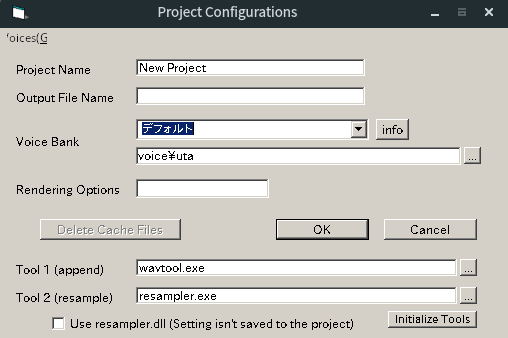 Project Configurations
oices(G
Project Name
New Project
Output File Name
デフォルト
info
Voice Bank
voice¥uta
...
Rendering Options
Delete Cache Files
OK
Cancel
Tool 1 (append)
wavtool.exe
...
Tool 2 (resample)
resampler.exe
...
Use resampler.dll (Setting isn't saved to the project)
Initialize Tools